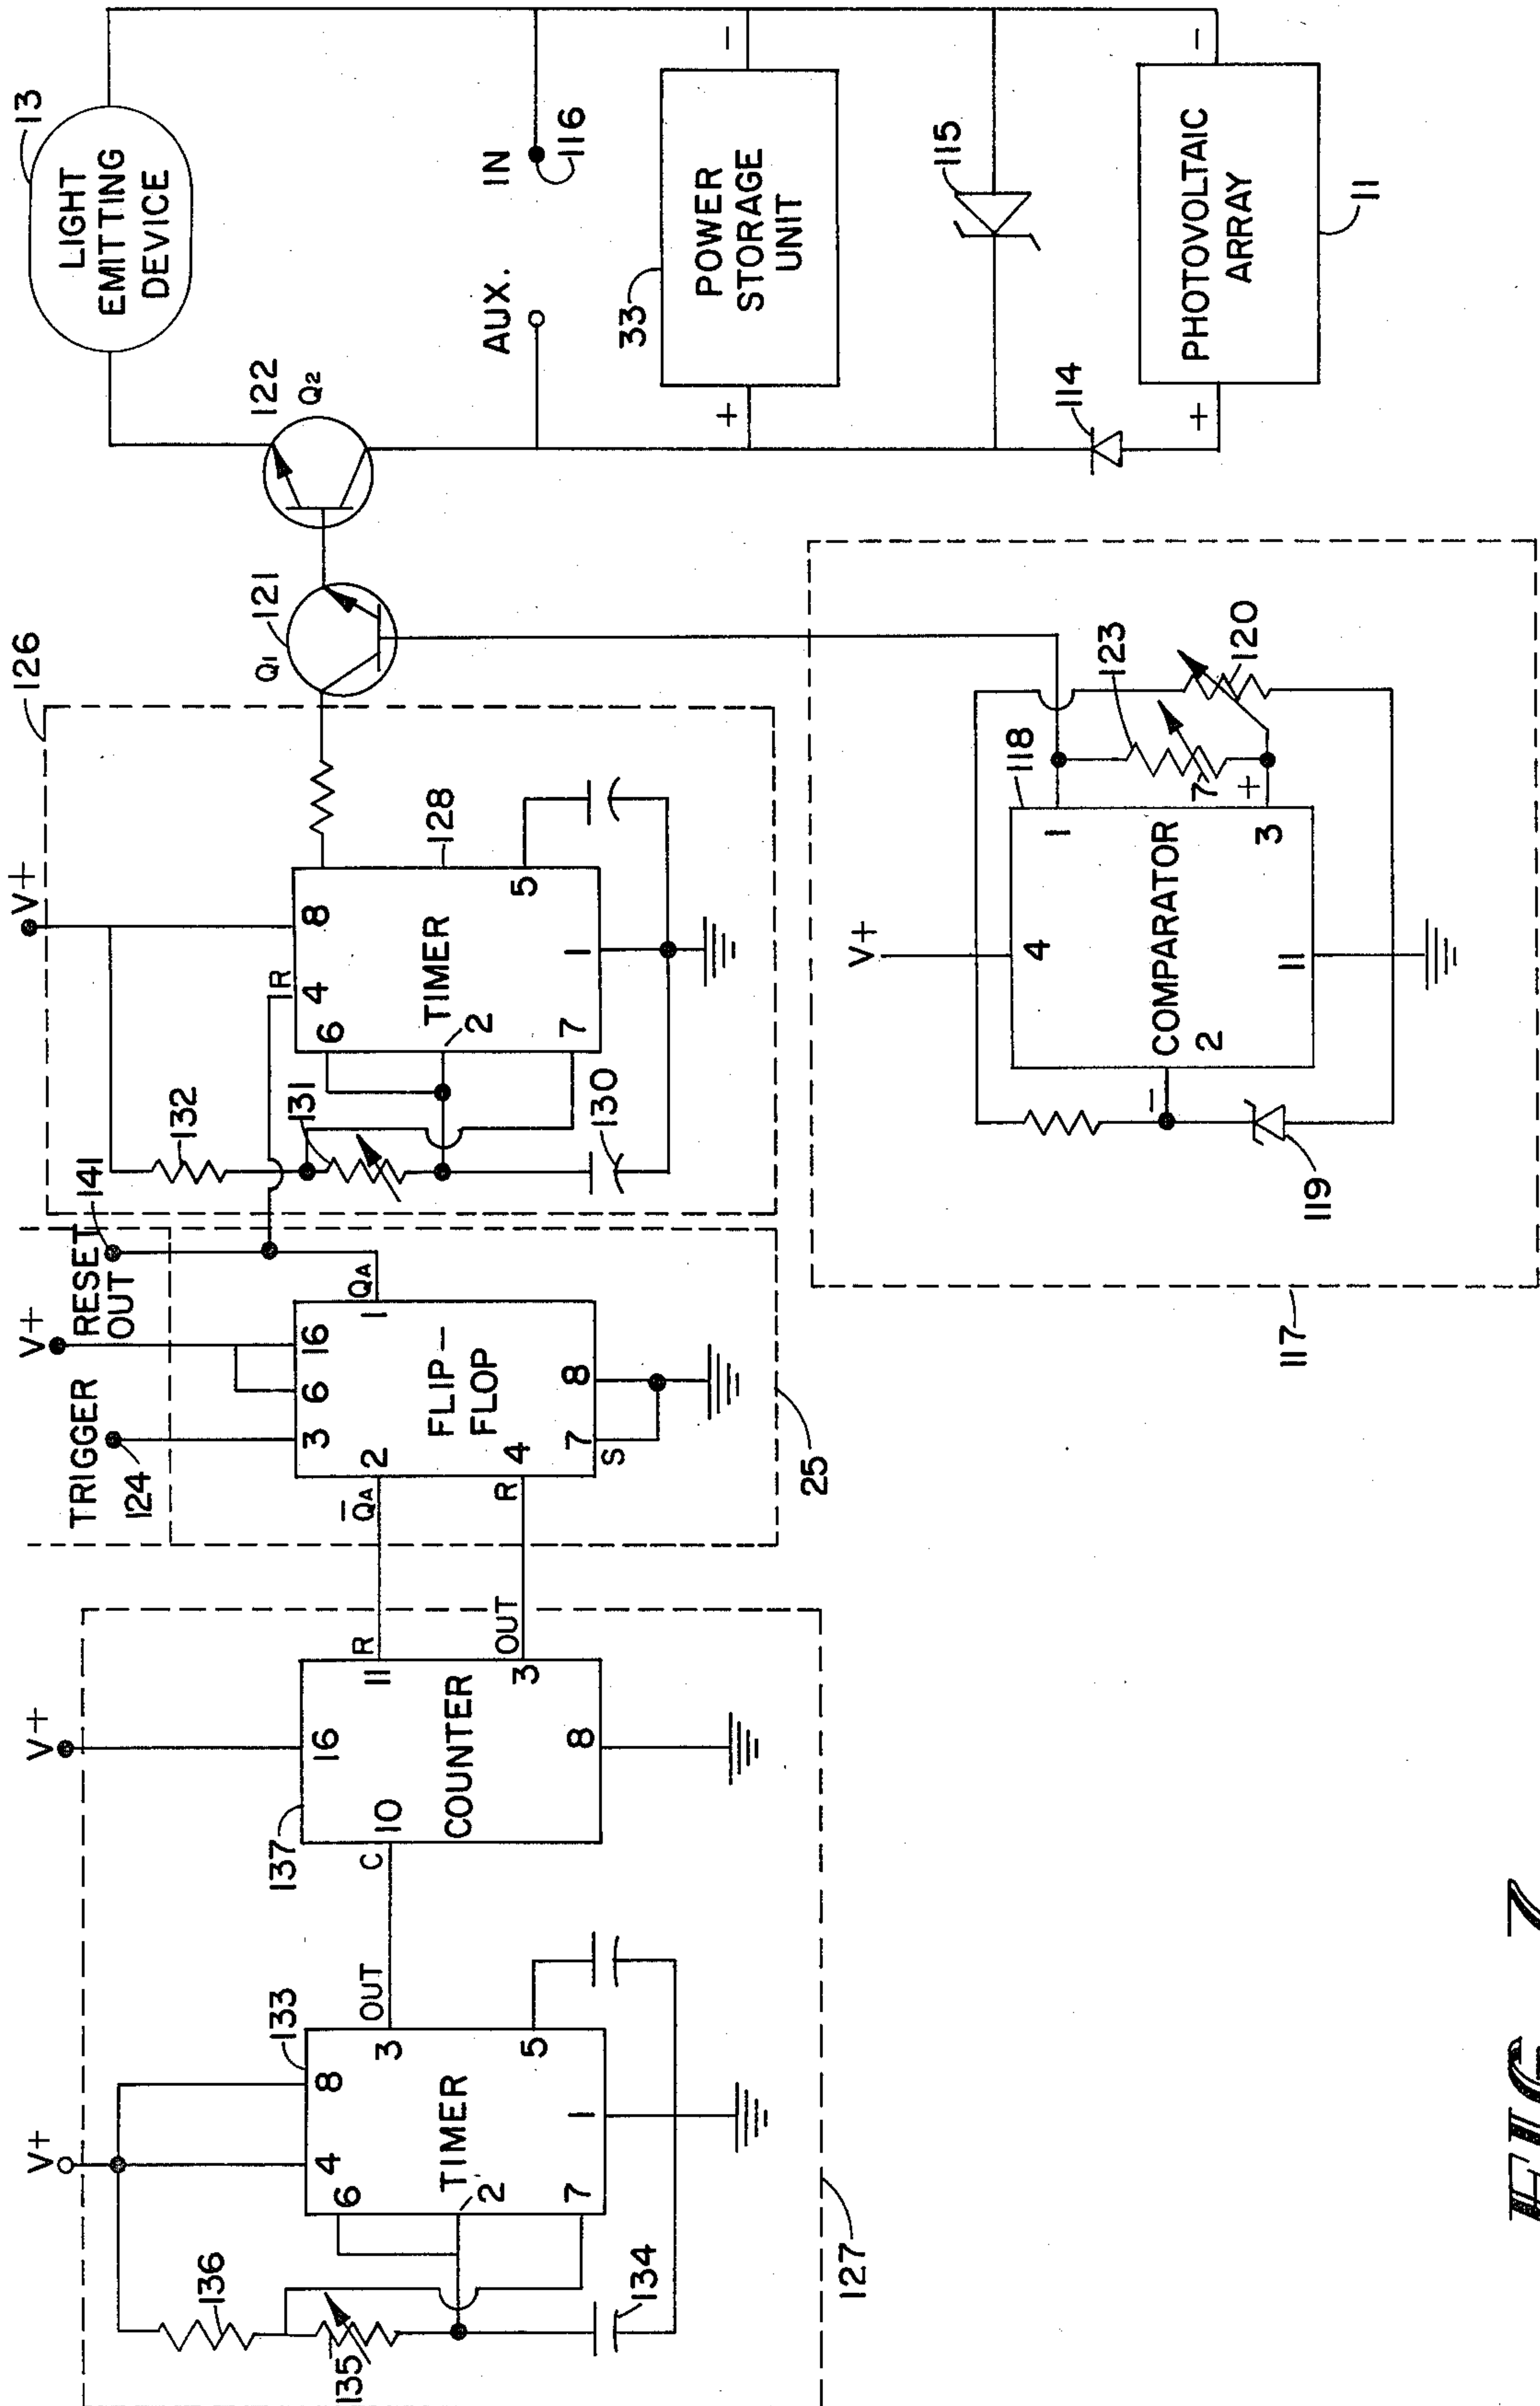 V+
136
135
134
133
4
8
6
TIMER
2
7
1
3
OUT
5
127
V+
137
C
10
16
COUNTER
11
R
3
OUT
8
TRIGGER
124
V+
RESET
OUT
141
3
6
16
Q̅A
2
FLIP-
FLOP
1
QA
R
4
7
S
8
25
V+
126
132
131
130
R
4
8
6
TIMER
2
7
1
5
128
Q1
121
122
Q2
13
LIGHT
EMITTING
DEVICE
AUX.
IN
116
33
POWER
STORAGE
UNIT
+
-
115
114
PHOTOVOLTAIC
ARRAY
+
-
11
117
V+
4
118
1
123
120
7
+
COMPARATOR
2
-
3
11
119
FIG 7